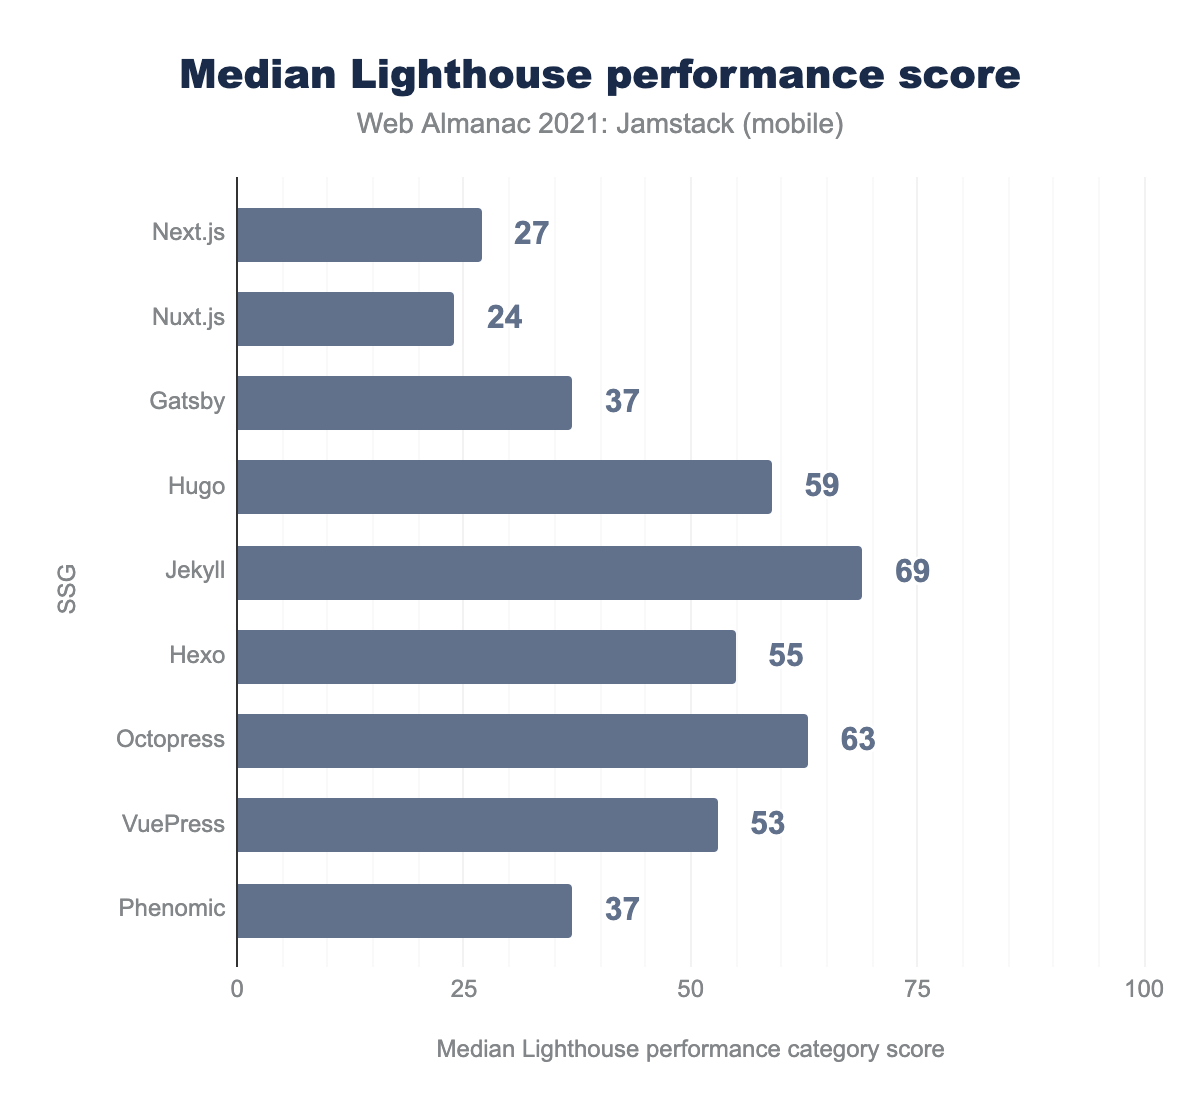 Median Lighthouse performance score
Web Almanac 2021: Jamstack (mobile)
Next.js 27
Nuxt.js 24
Gatsby 37
Hugo 59
Jekyll 69
Hexo 55
Octopress 63
VuePress 53
Phenomic 37
SSG
0 25 50 75 100
Median Lighthouse performance category score